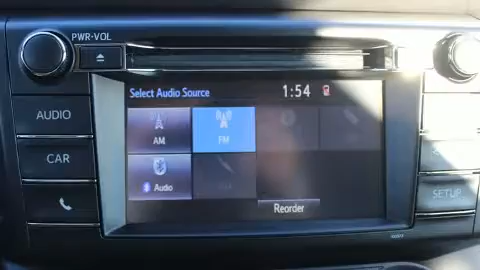 PWR•VOL
Select Audio Source 1:54
AUDIO
AM FM
CAR
Audio
SETUP
Reorder